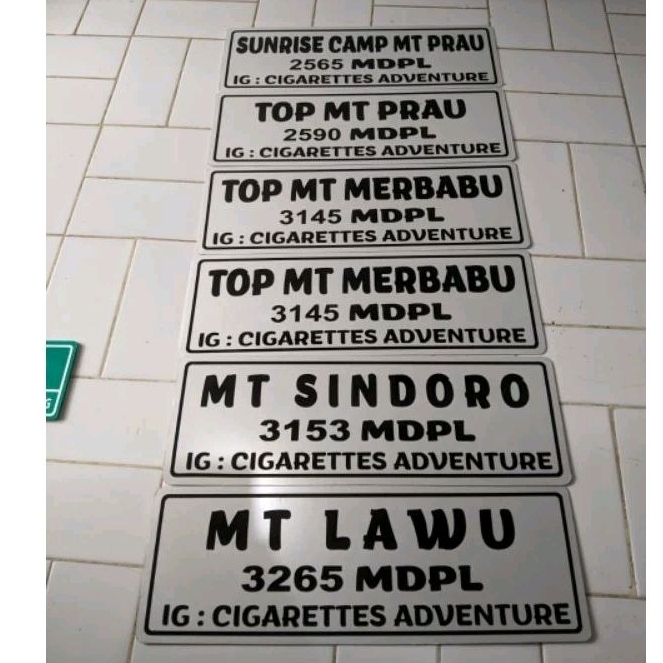 SUNRISE CAMP MT PRAU
2565 MDPL
IG : CIGARETTES ADVENTURE
TOP MT PRAU
2590 MDPL
IG : CIGARETTES ADVENTURE
TOP MT MERBABU
3145 MDPL
IG : CIGARETTES ADVENTURE
TOP MT MERBABU
3145 MDPL
IG : CIGARETTES ADVENTURE
MT SINDORO
3153 MDPL
IG : CIGARETTES ADVENTURE
MT LAWU
3265 MDPL
IG : CIGARETTES ADVENTURE